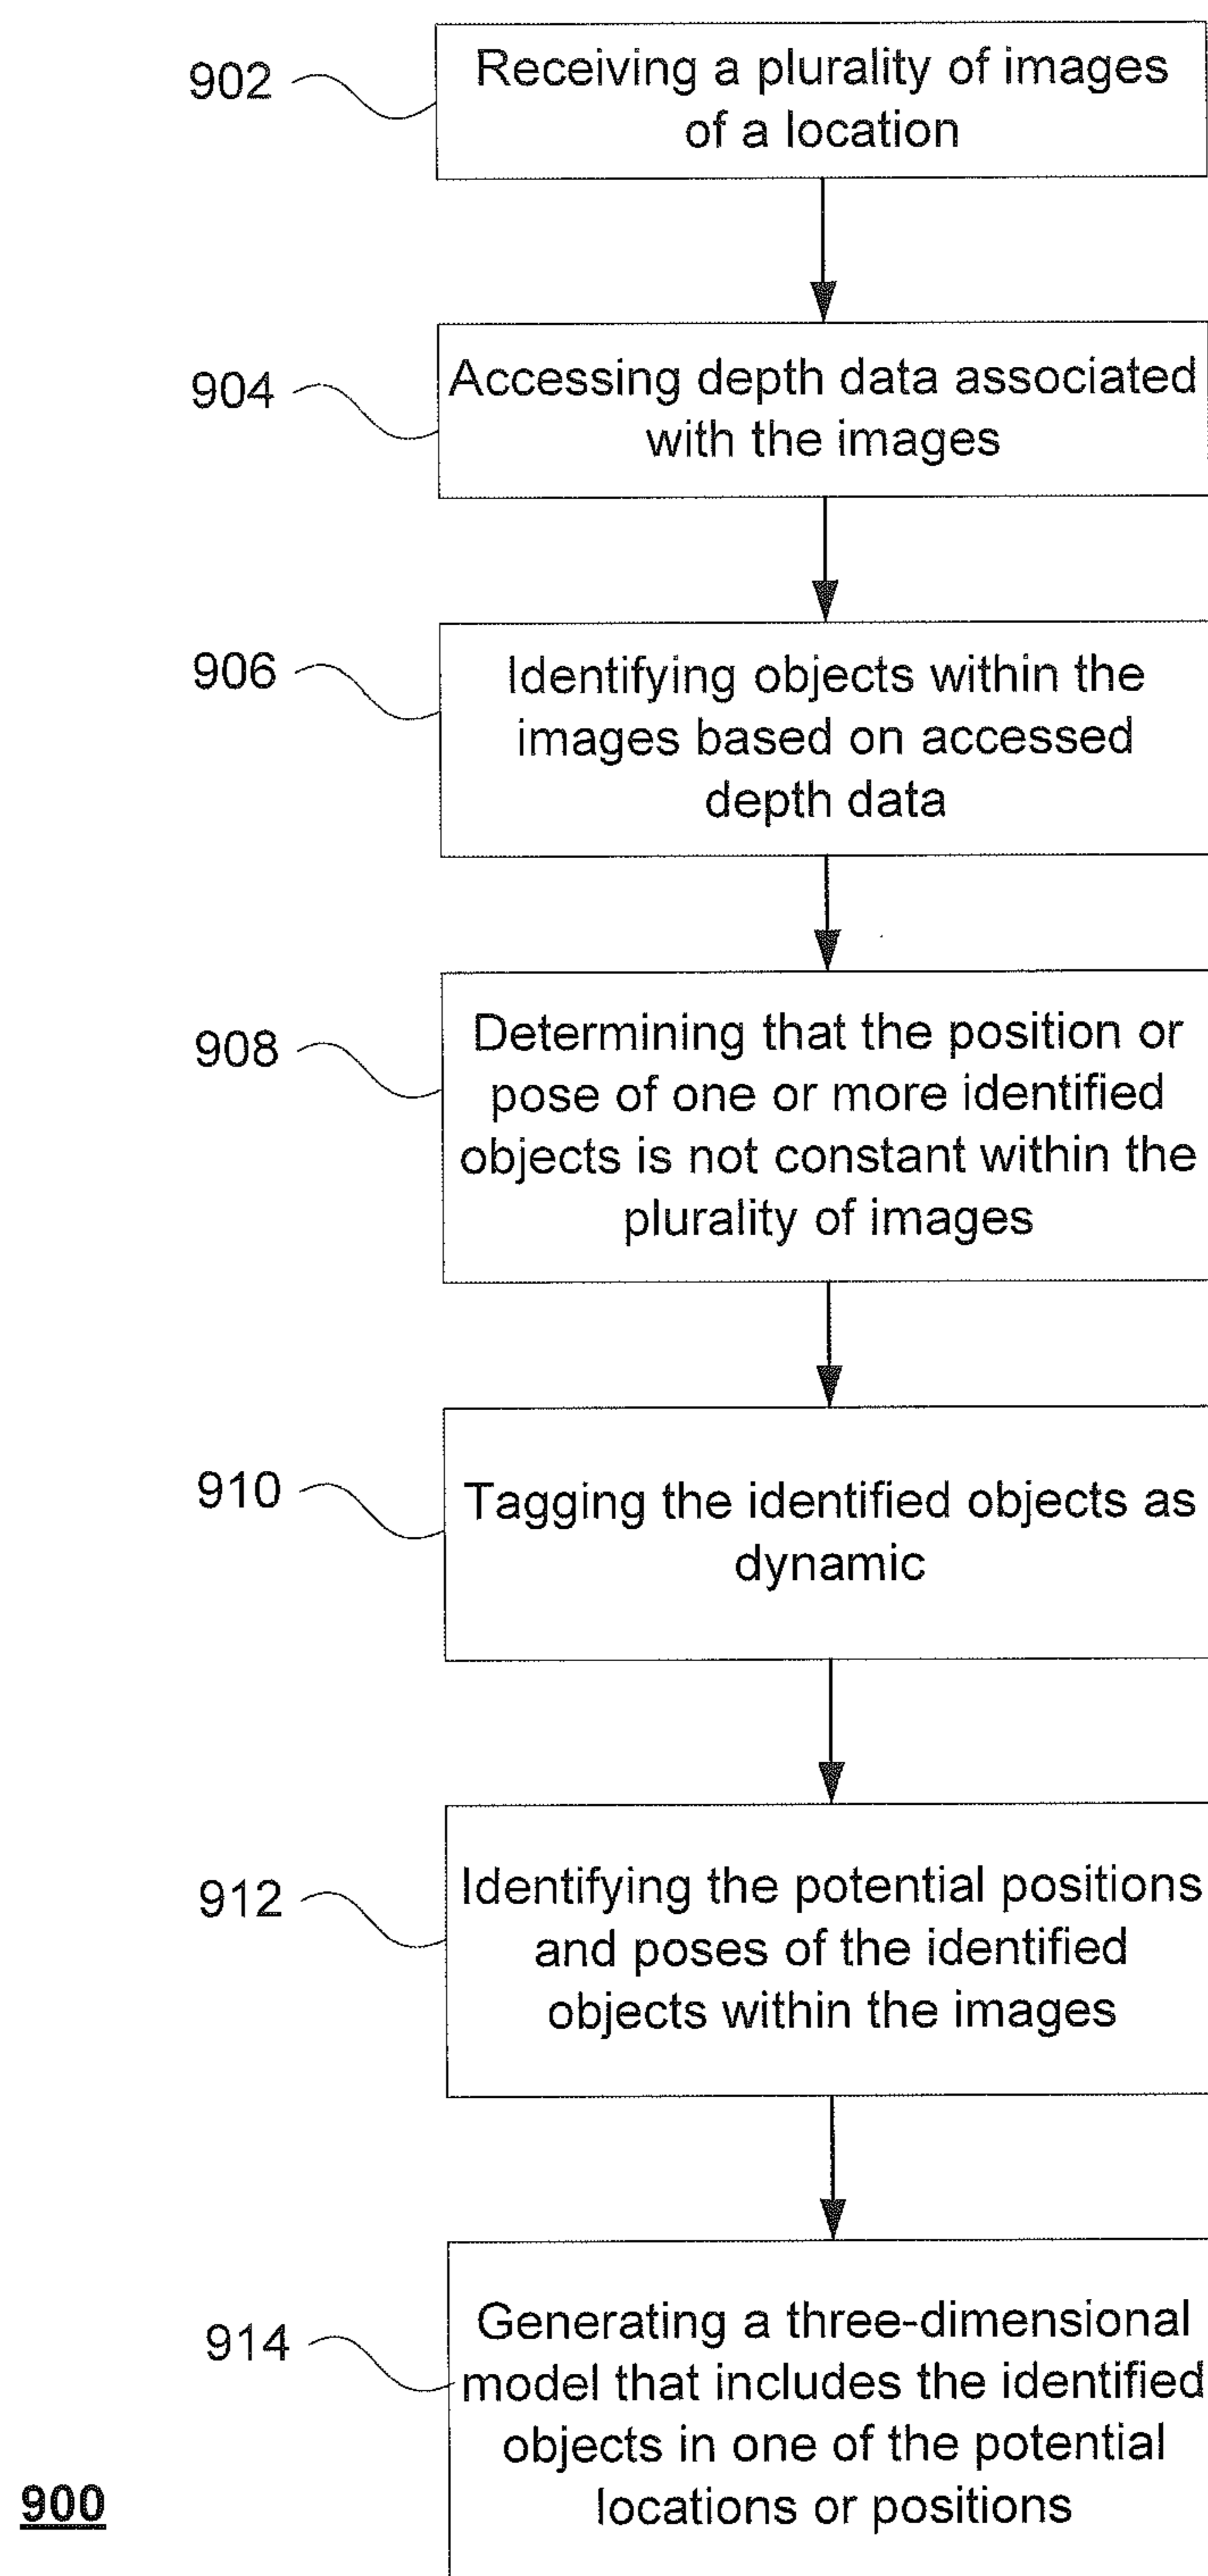 902
Receiving a plurality of images
of a location
904
Accessing depth data associated
with the images
906
Identifying objects within the
images based on accessed
depth data
908
Determining that the position or
pose of one or more identified
objects is not constant within the
plurality of images
910
Tagging the identified objects as
dynamic
912
Identifying the potential positions
and poses of the identified
objects within the images
914
Generating a three-dimensional
model that includes the identified
objects in one of the potential
locations or positions
900